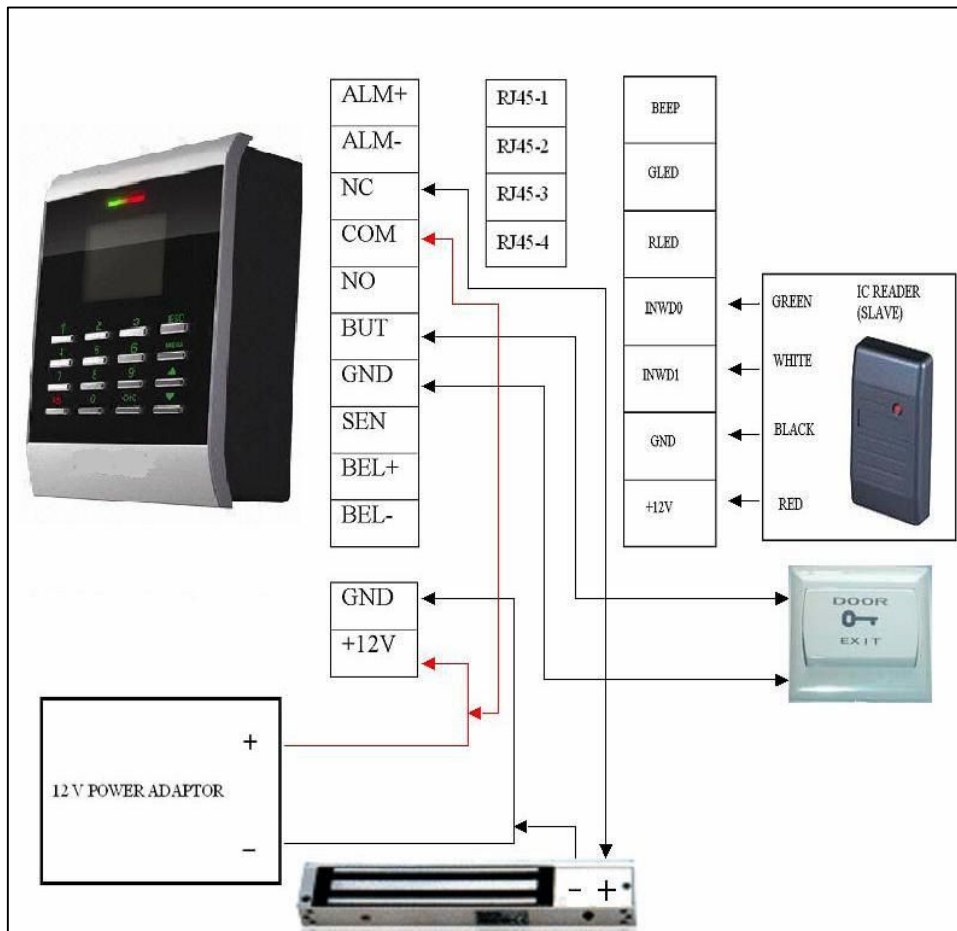 ALM+
ALM-
NC
COM
NO
BUT
GND
SEN
BEL+
BEL-
GND
+12V
RJ45-1
RJ45-2
RJ45-3
RJ45-4
BEEP
GLED
RLED
INWD0
INWD1
GND
+12V
GREEN
WHITE
BLACK
RED
IC READER
(SLAVE)
DOOR
EXIT
+
12 V POWER ADAPTOR
-
- +